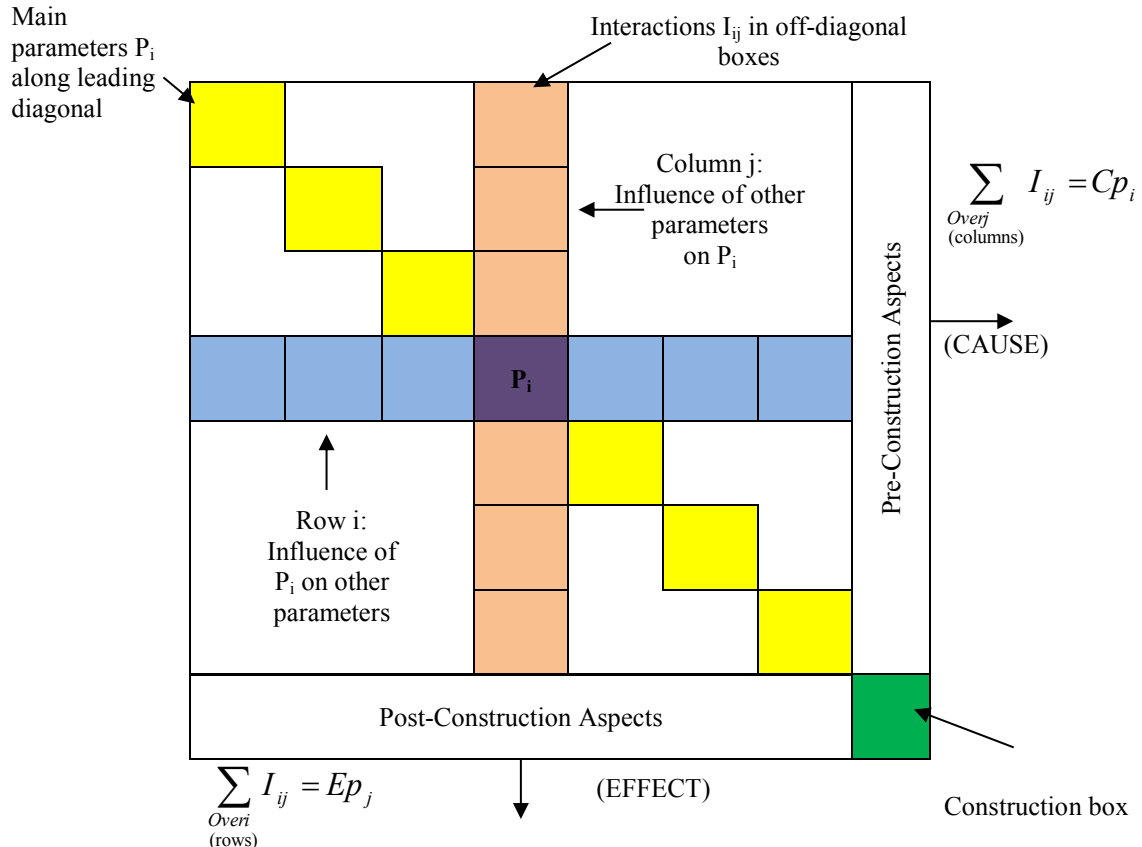 Main
parameters Pᵢ
along leading
diagonal
Interactions Iᵢⱼ in off-diagonal
boxes
Column j:
Influence of other
parameters
on Pᵢ
∑ Iᵢⱼ = Cpᵢ
Overj
(columns)
Pre-Construction Aspects
(CAUSE)
Pᵢ
Row i:
Influence of
Pᵢ on other
parameters
Post-Construction Aspects
∑ Iᵢⱼ = Epⱼ
Overi
(rows)
(EFFECT)
Construction box